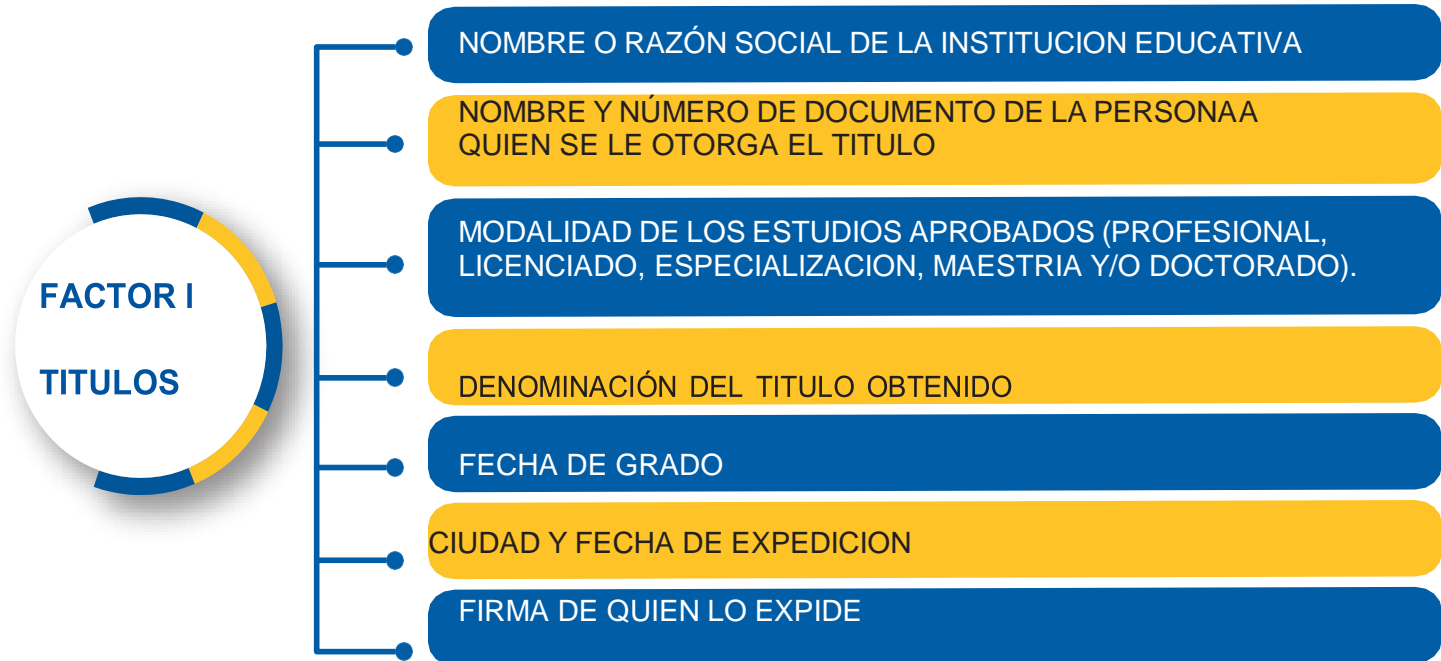 FACTOR I
TITULOS
NOMBRE O RAZÓN SOCIAL DE LA INSTITUCION EDUCATIVA
NOMBRE Y NÚMERO DE DOCUMENTO DE LA PERSONAA
QUIEN SE LE OTORGA EL TITULO
MODALIDAD DE LOS ESTUDIOS APROBADOS (PROFESIONAL,
LICENCIADO, ESPECIALIZACION, MAESTRIA Y/O DOCTORADO).
DENOMINACIÓN DEL TITULO OBTENIDO
FECHA DE GRADO
CIUDAD Y FECHA DE EXPEDICION
FIRMA DE QUIEN LO EXPIDE